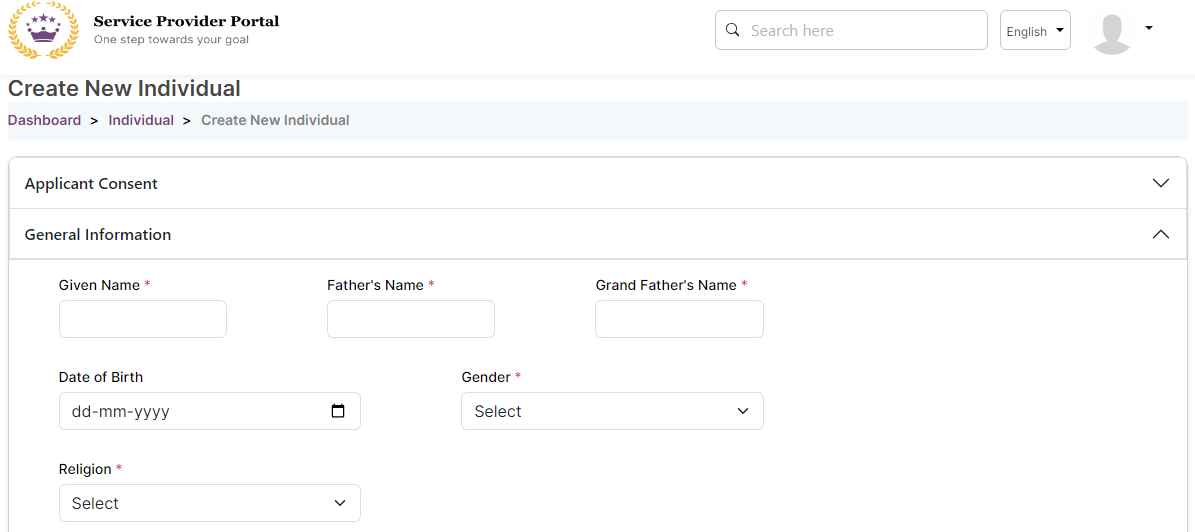 Service Provider Portal
One step towards your goal
Search here
English
Create New Individual
Dashboard > Individual > Create New Individual
Applicant Consent
General Information
Given Name * Father's Name * Grand Father's Name *
Date of Birth Gender *
dd-mm-yyyy Select
Religion *
Select